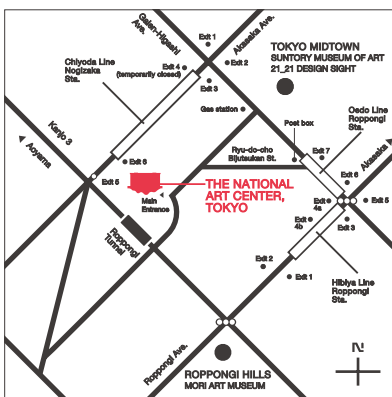 Gaien-Higashi
Ave.
Akasaka Ave.
Exit 1
Exit 2
Exit 4
(temporarily closed)
Exit 3
Chiyoda Line
Nogizaka
Sta.
TOKYO MIDTOWN
SUNTORY MUSEUM OF ART
21_21 DESIGN SIGHT
Gas station
Post box
Oedo Line
Roppongi
Sta.
Kanjo 3
Aoyama
Akasaka
Ryu-do-cho
Bijutsukan St.
Exit 7
Exit 6
Exit 5
Exit 6
Exit 5
Main
Entrance
THE NATIONAL
ART CENTER,
TOKYO
Exit
4a
Exit
4b
Exit 3
Roppongi
Tunnel
Exit 2
Exit 1
Hibiya Line
Roppongi
Sta.
Roppongi Ave.
ROPPONGI HILLS
MORI ART MUSEUM
N